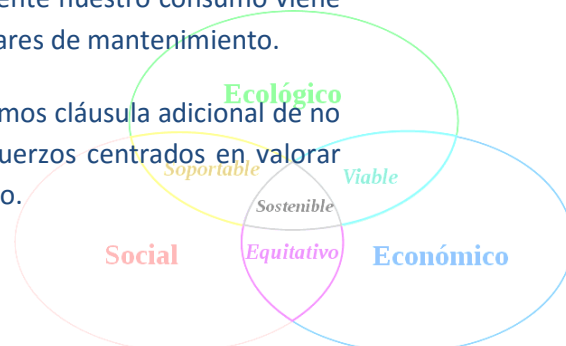 ente nuestro consumo viene
ares de mantenimiento.
Ecológico
mos cláusula adicional de no
uerzos centrados en valorar
Soportable
Viable
o.
Sostenible
Social
Equitativo
Económico